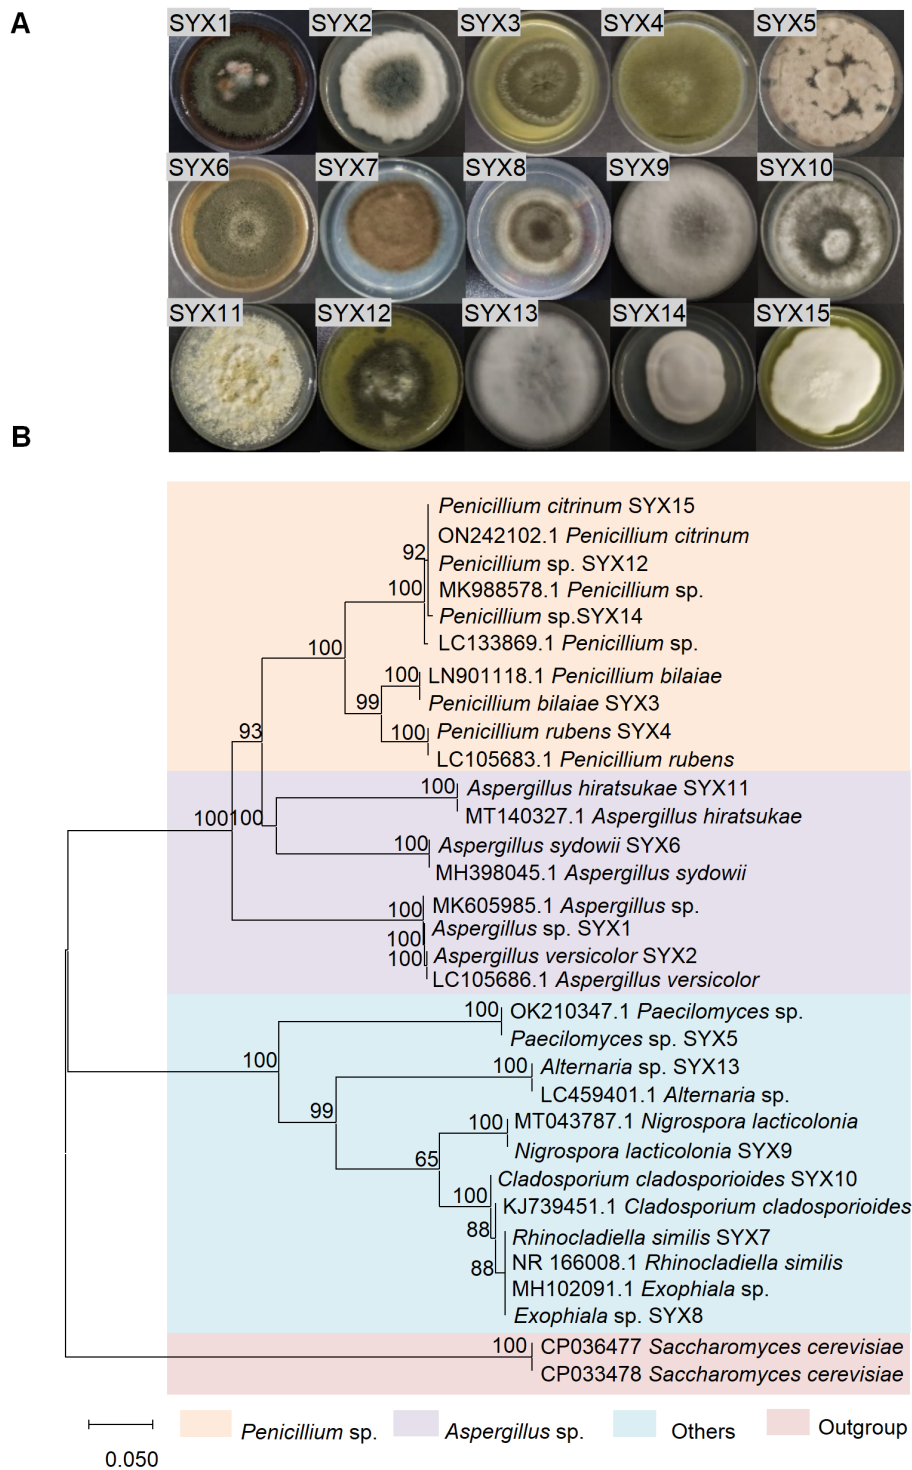 A
SYX1 SYX2 SYX3 SYX4 SYX5
SYX6 SYX7 SYX8 SYX9 SYX10
SYX11 SYX12 SYX13 SYX14 SYX15
B
Penicillium citrinum SYX15
ON242102.1 Penicillium citrinum
92
Penicillium sp. SYX12
100
MK988578.1 Penicillium sp.
Penicillium sp.SYX14
LC133869.1 Penicillium sp.
100
100 LN901118.1 Penicillium bilaiae
99
Penicillium bilaiae SYX3
93
100 Penicillium rubens SYX4
LC105683.1 Penicillium rubens
100 Aspergillus hiratsukae SYX11
100 100
MT140327.1 Aspergillus hiratsukae
100 Aspergillus sydowii SYX6
MH398045.1 Aspergillus sydowii
100 MK605985.1 Aspergillus sp.
100 Aspergillus sp. SYX1
100 Aspergillus versicolor SYX2
LC105686.1 Aspergillus versicolor
100 OK210347.1 Paecilomyces sp.
Paecilomyces sp. SYX5
100
100 Alternaria sp. SYX13
LC459401.1 Alternaria sp.
99
100 MT043787.1 Nigrospora lacticolonia
Nigrospora lacticolonia SYX9
65
Cladosporium cladosporioides SYX10
100
KJ739451.1 Cladosporium cladosporioides
88
Rhinocladiella similis SYX7
NR 166008.1 Rhinocladiella similis
88
MH102091.1 Exophiala sp.
Exophiala sp. SYX8
100 CP036477 Saccharomyces cerevisiae
CP033478 Saccharomyces cerevisiae
0.050
Penicillium sp. Aspergillus sp. Others Outgroup